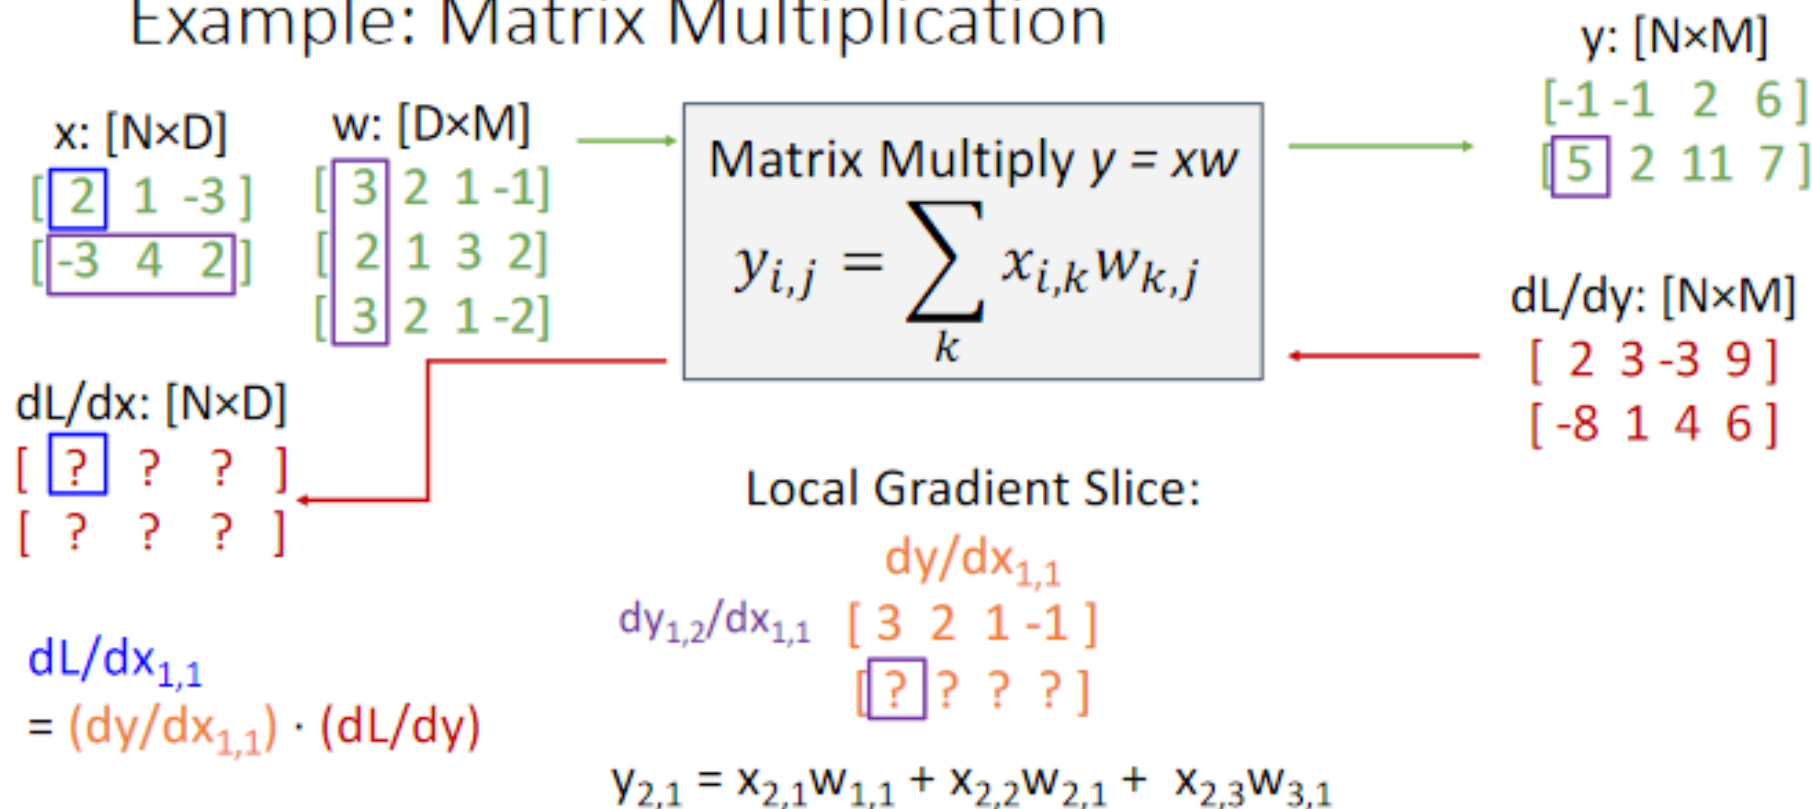 Example: Matrix Multiplication
x: [N×D]
[ 2 1 -3 ]
[ -3 4 2 ]
w: [D×M]
[ 3 2 1 -1]
[ 2 1 3 2]
[ 3 2 1 -2]
Matrix Multiply y = xw
y_{i,j} = ∑_k x_{i,k}w_{k,j}
y: [N×M]
[-1 -1 2 6 ]
[ 5 2 11 7 ]
dL/dy: [N×M]
[ 2 3 -3 9 ]
[ -8 1 4 6 ]
dL/dx: [N×D]
[ ? ? ? ]
[ ? ? ? ]
Local Gradient Slice:
dy/dx_{1,1}
dy_{1,2}/dx_{1,1} [ 3 2 1 -1 ]
[ ? ? ? ? ]
dL/dx_{1,1}
= (dy/dx_{1,1}) · (dL/dy)
y_{2,1} = x_{2,1}w_{1,1} + x_{2,2}w_{2,1} + x_{2,3}w_{3,1}